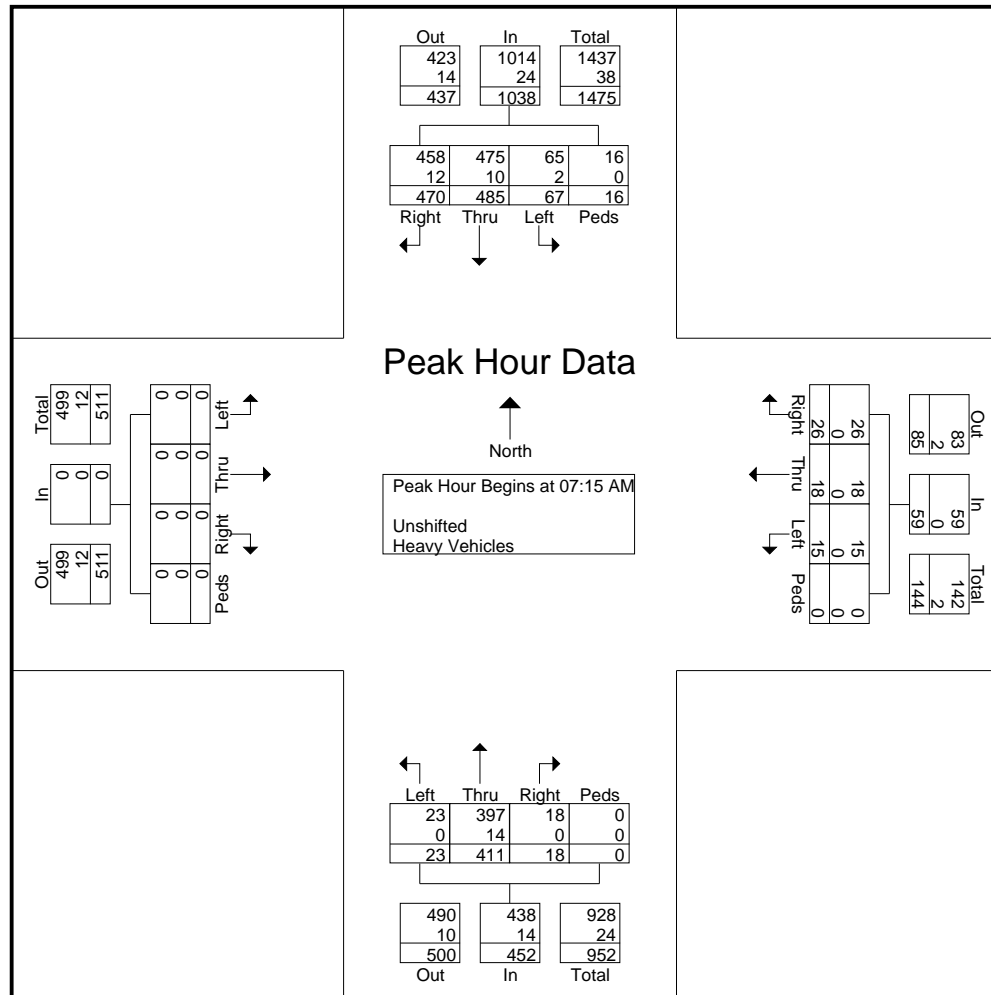 Out In Total
423 1014 1437
14 24 38
437 1038 1475
458 475 65 16
12 10 2 0
470 485 67 16
Right Thru Left Peds
Peak Hour Data
North
Peak Hour Begins at 07:15 AM
Unshifted
Heavy Vehicles
Left Thru Right Peds
0 0 0 0
0 0 0 0
0 0 0 0
Out In Total
499 0 499
12 0 12
511 0 511
Right Thru Left Peds
26 18 15 0
0 0 0 0
26 18 15 0
Out In Total
83 59 142
2 0 2
85 59 144
Left Thru Right Peds
23 397 18 0
0 14 0 0
23 411 18 0
490 438 928
10 14 24
500 452 952
Out In Total